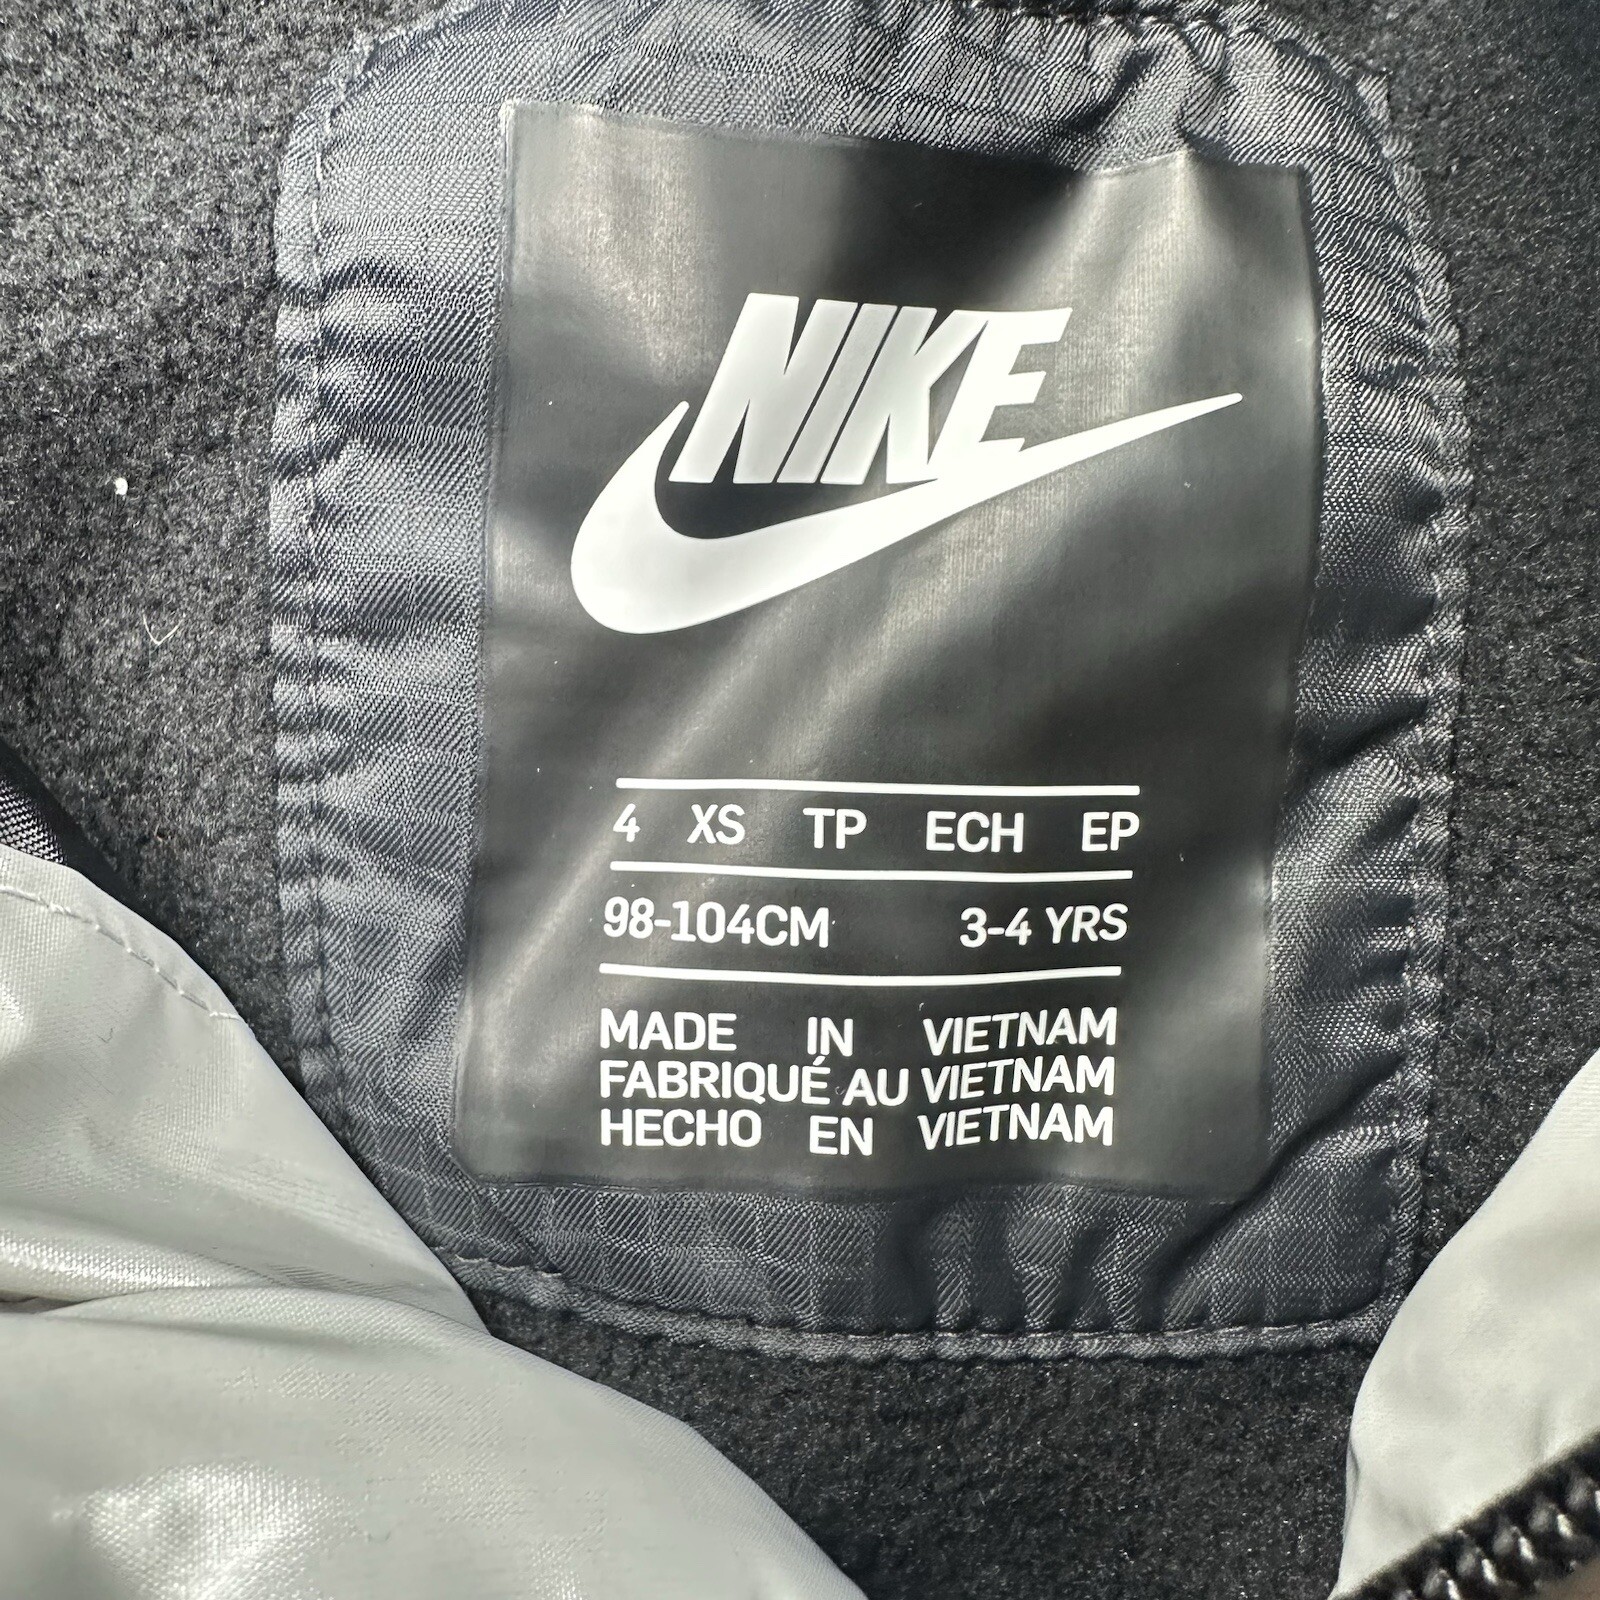 NIKE
4 XS TP ECH EP
98-104CM 3-4 YRS
MADE IN VIETNAM
FABRIQUÉ AU VIETNAM
HECHO EN VIETNAM